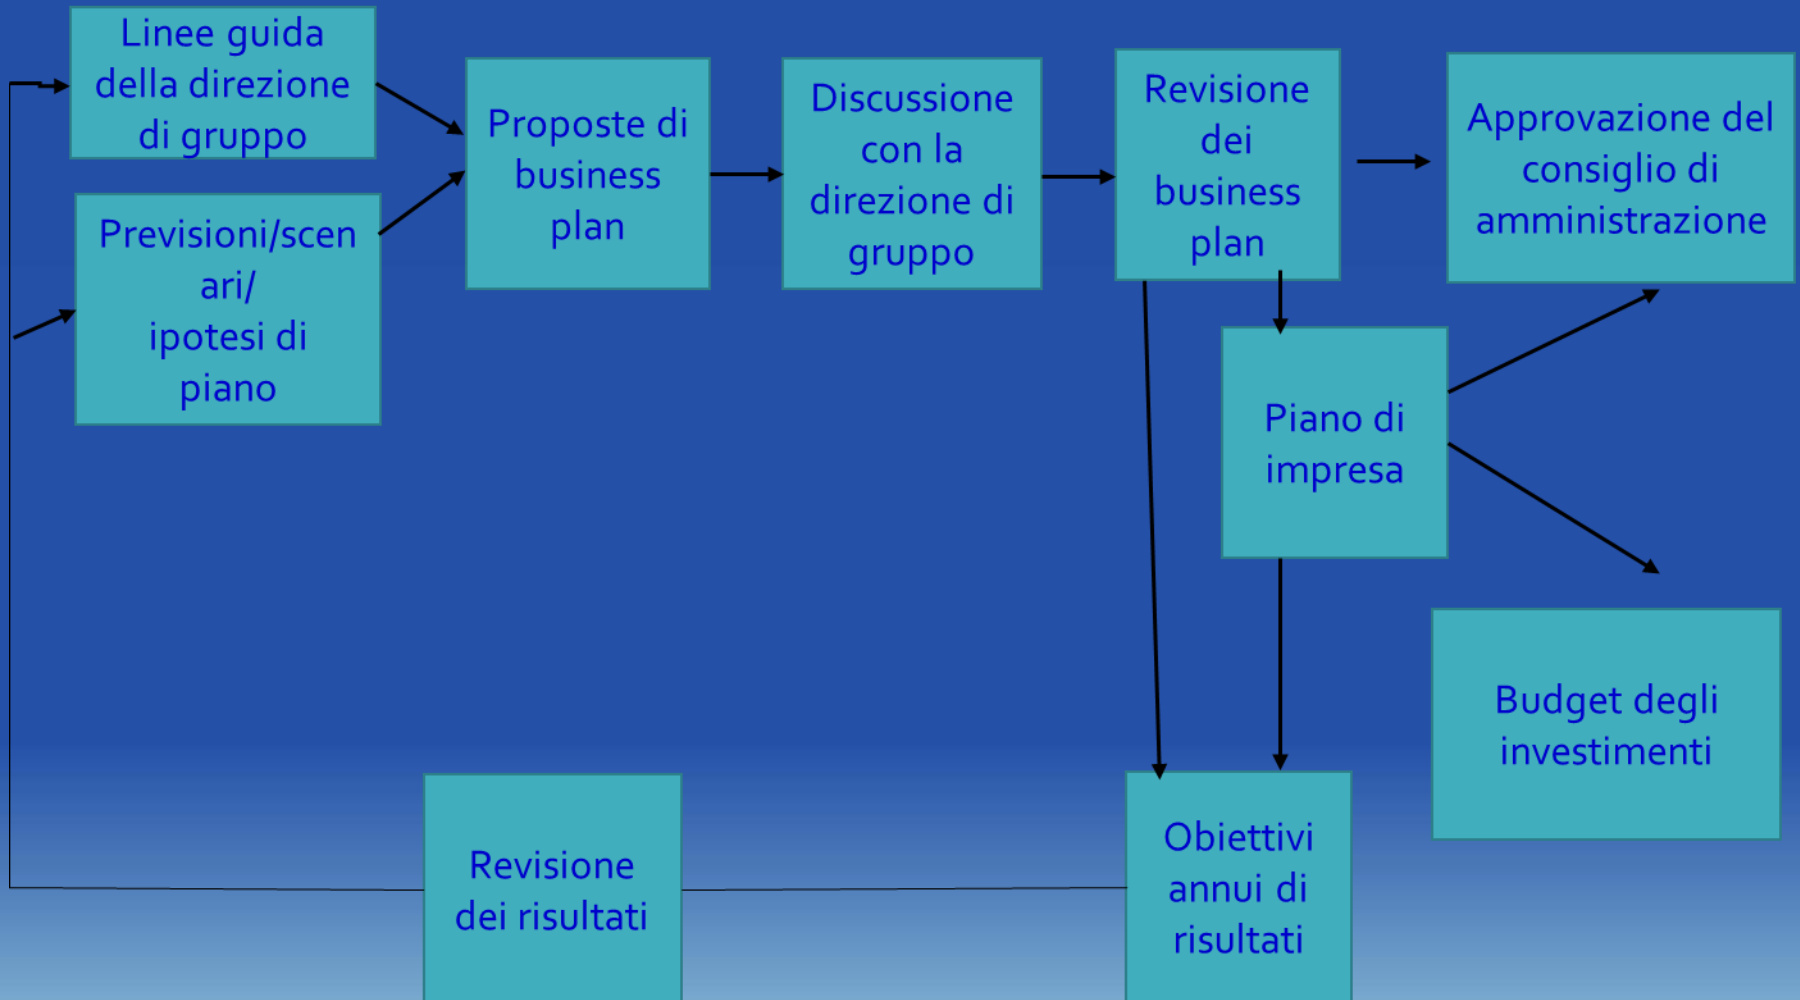 Linee guida
della direzione
di gruppo
Previsioni/scen
ari/
ipotesi di
piano
Proposte di
business
plan
Discussione
con la
direzione di
gruppo
Revisione
dei
business
plan
Approvazione del
consiglio di
amministrazione
Piano di
impresa
Budget degli
investimenti
Obiettivi
annui di
risultati
Revisione
dei risultati